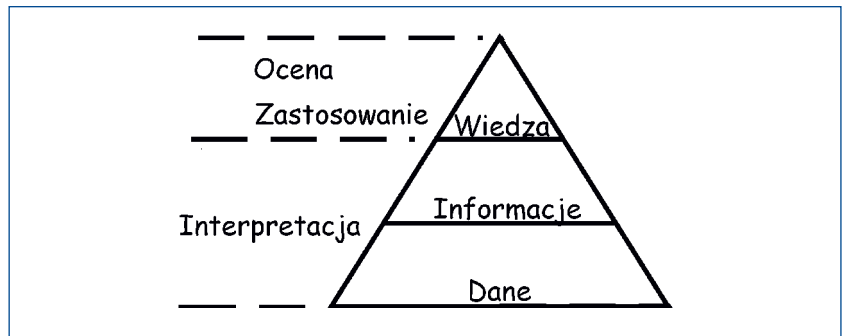 Ocena
Zastosowanie
Wiedza
Informacje
Interpretacja
Dane